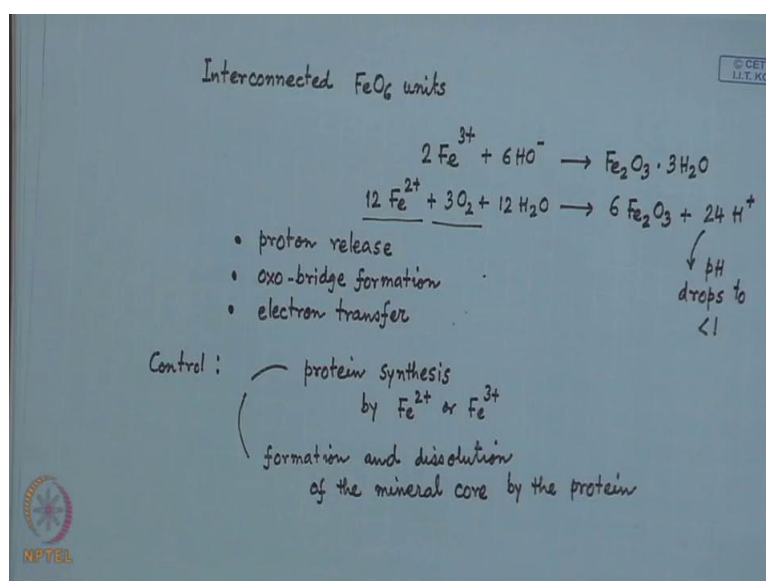 Interconnected FeO₆ units
© CET
I.I.T. KG
2 Fe³⁺ + 6 HO⁻ → Fe₂O₃ · 3H₂O
12 Fe²⁺ + 3O₂ + 12 H₂O → 6 Fe₂O₃ + 24 H⁺
• proton release
• oxo-bridge formation
• electron transfer
pH
drops to
<1
Control :
protein synthesis
by Fe²⁺ or Fe³⁺
formation and dissolution
of the mineral core by the protein
NPTEL